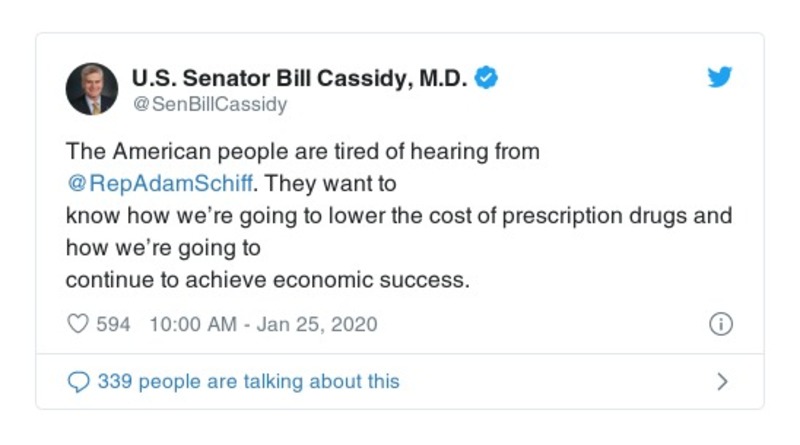 U.S. Senator Bill Cassidy, M.D.
@SenBillCassidy
The American people are tired of hearing from
@RepAdamSchiff. They want to
know how we’re going to lower the cost of prescription drugs and
how we’re going to
continue to achieve economic success.
594 10:00 AM - Jan 25, 2020
339 people are talking about this